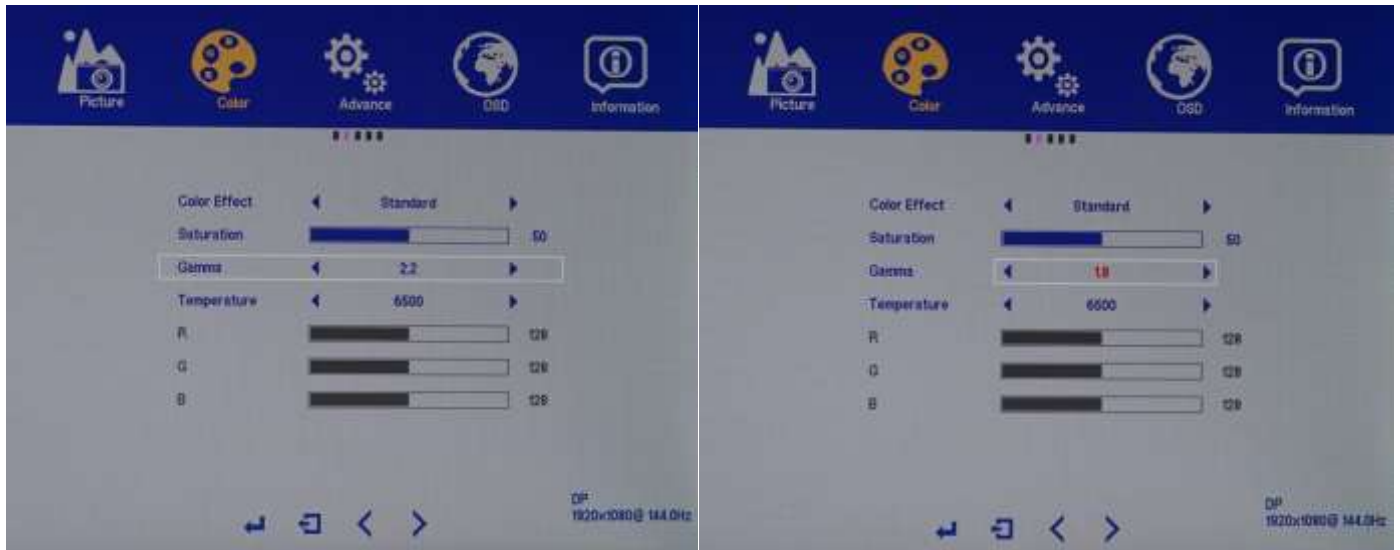 Picture Color Advance OSD Information
Color Effect Standard
Saturation 50
Gamma 2.2
Temperature 6500
R 128
G 128
B 128
DP
1920x1080@ 144.0Hz
Picture Color Advance OSD Information
Color Effect Standard
Saturation 50
Gamma 1.8
Temperature 6500
R 128
G 128
B 128
DP
1920x1080@ 144.0Hz